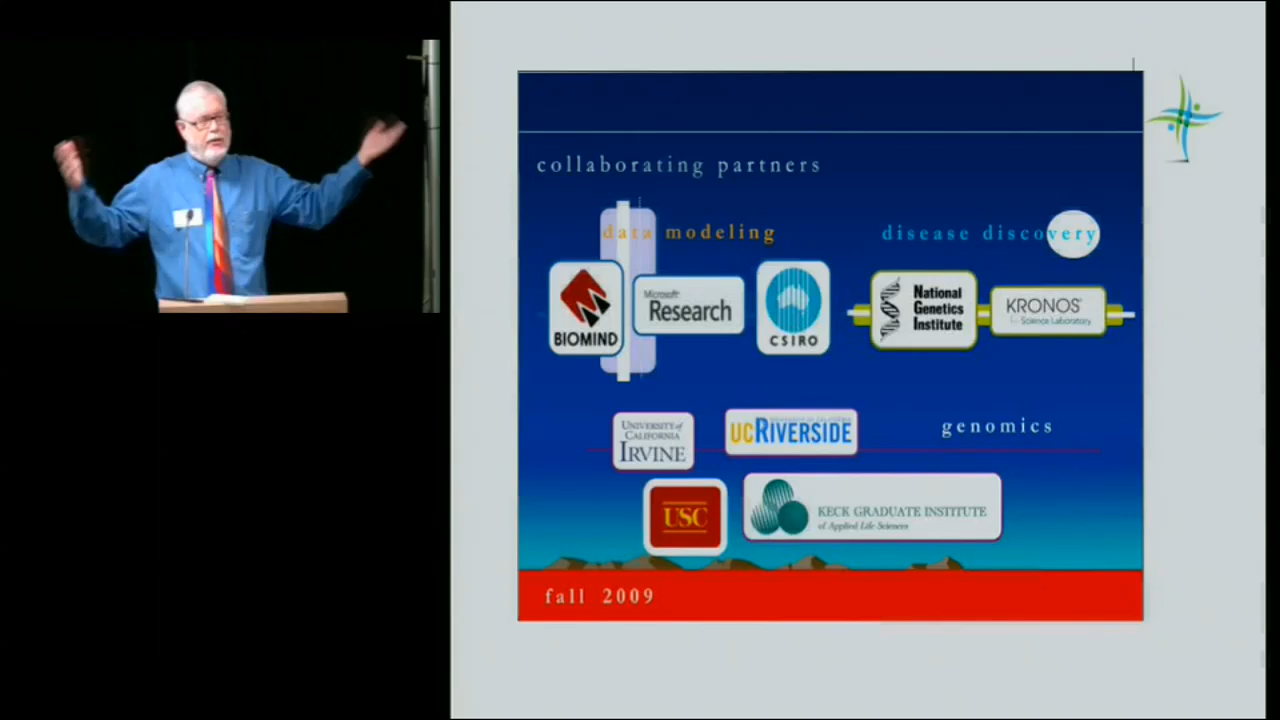 collaborating partners
data modeling
disease discovery
BIOMIND
Microsoft
Research
CSIRO
National
Genetics
Institute
KRONOS
Science Laboratory
UNIVERSITY of
CALIFORNIA
IRVINE
UCRIVERSIDE
genomics
USC
KECK GRADUATE INSTITUTE
of Applied Life Sciences
fall 2009